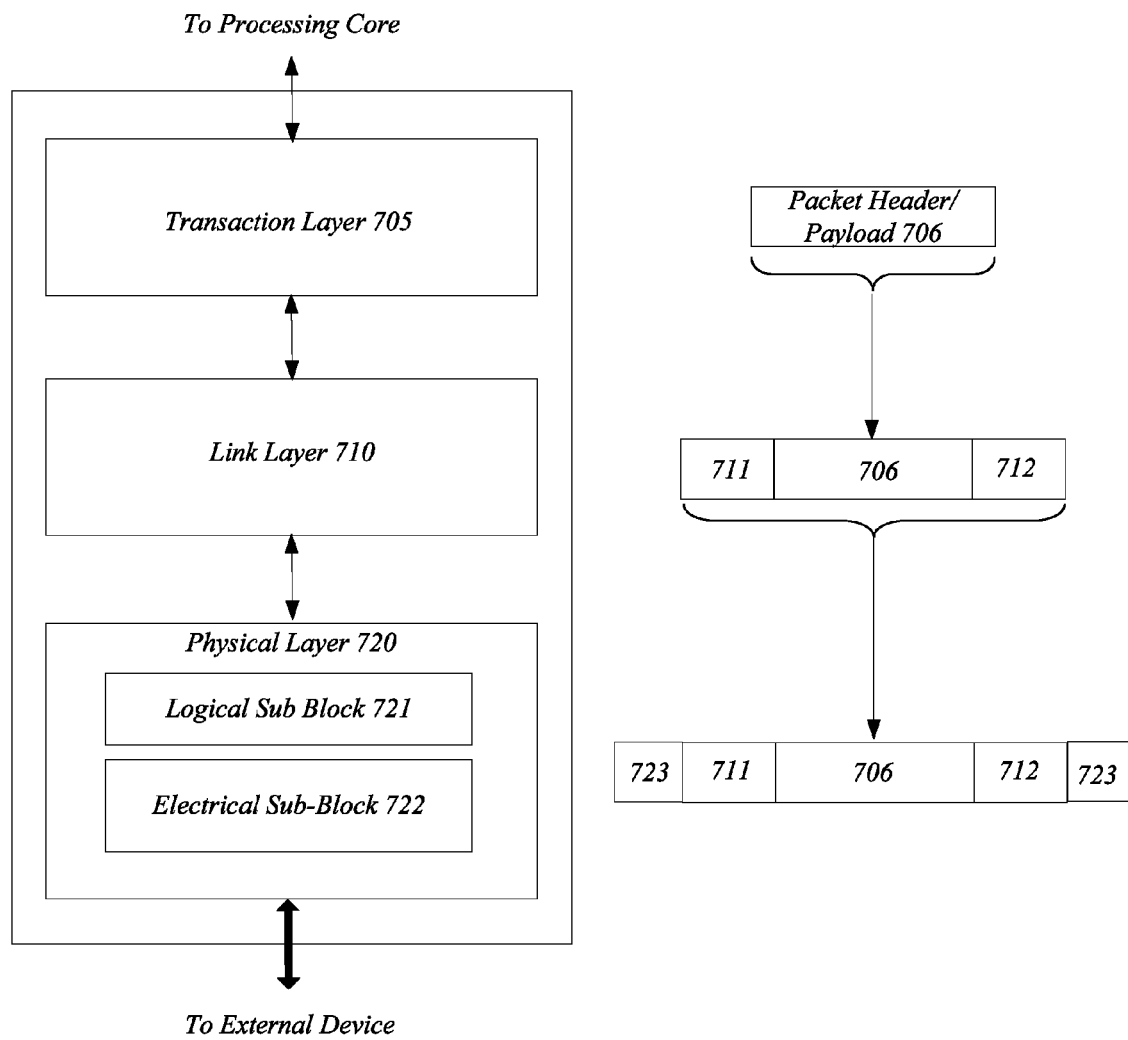 To Processing Core
Transaction Layer 705
Link Layer 710
Physical Layer 720
Logical Sub Block 721
Electrical Sub-Block 722
To External Device
Packet Header/
Payload 706
711 706 712
723 711 706 712 723